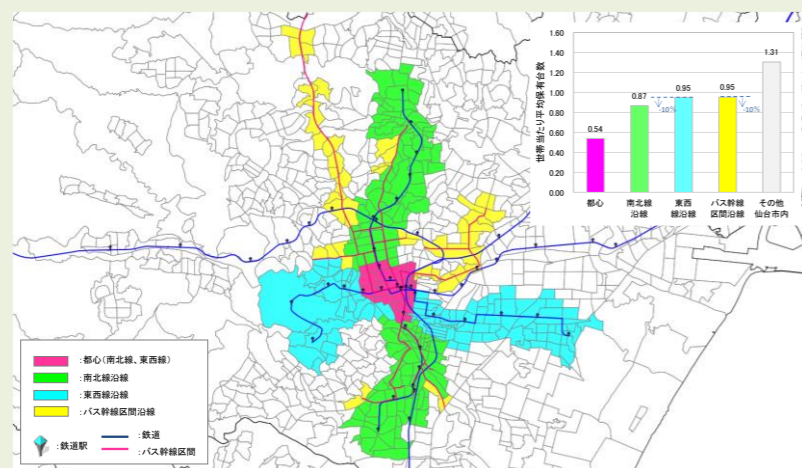 世帯当たり平均保有台数
1.60
1.40
1.20
1.00
0.80
0.60
0.40
0.20
0.00
0.54
0.87
0.95
0.95
1.31
-10%
-10%
都心
南北線
沿線
東西
線沿線
バス幹線
区間沿線
その他
仙台市内
:都心(南北線、東西線)
:南北線沿線
:東西線沿線
:バス幹線区間沿線
:鉄道駅
:鉄道
:バス幹線区間